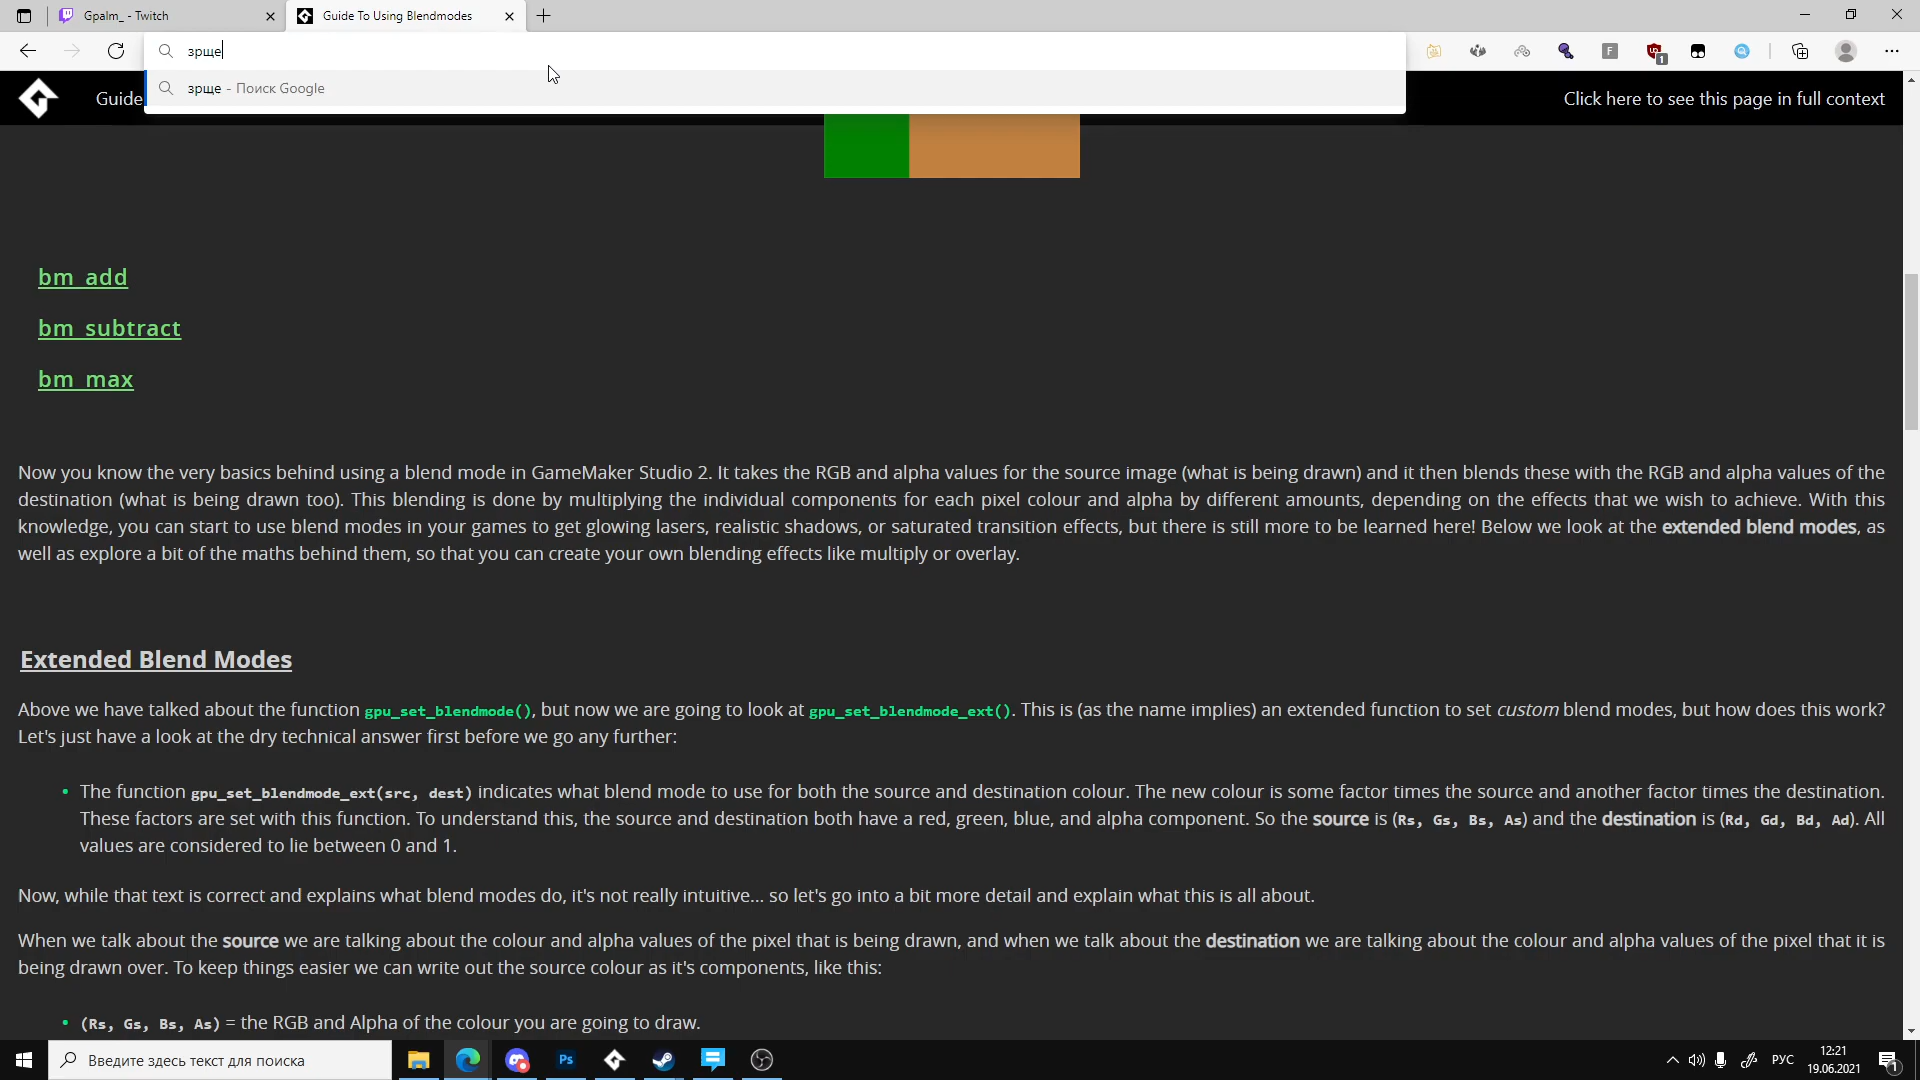 Gpalm_ - Twitch
Guide To Using Blendmodes
зрще
зрще - Поиск Google
Guide
Click here to see this page in full context
bm_add
bm_subtract
bm_max
Now you know the very basics behind using a blend mode in GameMaker Studio 2. It takes the RGB and alpha values for the source image (what is being drawn) and it then blends these with the RGB and alpha values of the
destination (what is being drawn too). This blending is done by multiplying the individual components for each pixel colour and alpha by different amounts, depending on the effects that we wish to achieve. With this
knowledge, you can start to use blend modes in your games to get glowing lasers, realistic shadows, or saturated transition effects, but there is still more to be learned here! Below we look at the extended blend modes, as
well as explore a bit of the maths behind them, so that you can create your own blending effects like multiply or overlay.
Extended Blend Modes
Above we have talked about the function gpu_set_blendmode(), but now we are going to look at gpu_set_blendmode_ext(). This is (as the name implies) an extended function to set custom blend modes, but how does this work?
Let's just have a look at the dry technical answer first before we go any further:
• The function gpu_set_blendmode_ext(src, dest) indicates what blend mode to use for both the source and destination colour. The new colour is some factor times the source and another factor times the destination.
These factors are set with this function. To understand this, the source and destination both have a red, green, blue, and alpha component. So the source is (Rs, Gs, Bs, As) and the destination is (Rd, Gd, Bd, Ad). All
values are considered to lie between 0 and 1.
Now, while that text is correct and explains what blend modes do, it's not really intuitive... so let's go into a bit more detail and explain what this is all about.
When we talk about the source we are talking about the colour and alpha values of the pixel that is being drawn, and when we talk about the destination we are talking about the colour and alpha values of the pixel that it is
being drawn over. To keep things easier we can write out the source colour as it's components, like this:
• (Rs, Gs, Bs, As) = the RGB and Alpha of the colour you are going to draw.
Введите здесь текст для поиска
Ps
РУС
12:21
19.06.2021
1